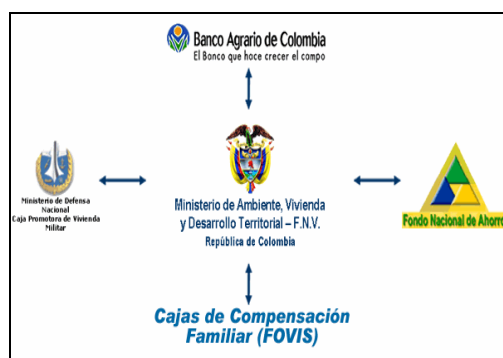 Banco Agrario de Colombia
El Banco que hace crecer el campo
Ministerio de Defensa
Nacional
Caja Promotora de Vivienda
Militar
Ministerio de Ambiente, Vivienda
y Desarrollo Territorial – F.N.V.
República de Colombia
Fondo Nacional de Ahorro
Cajas de Compensación
Familiar (FOVIS)